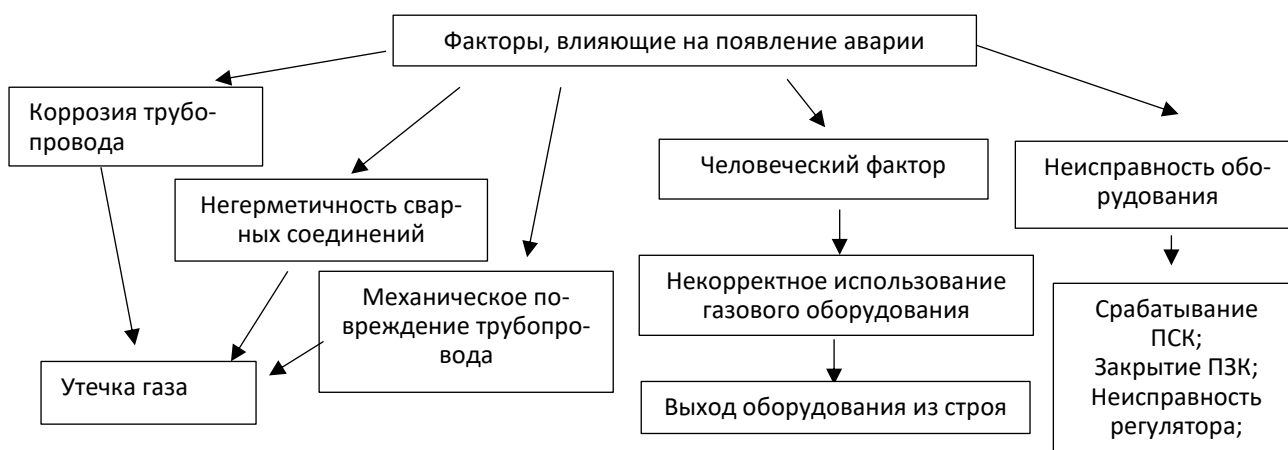 Факторы, влияющие на появление аварии
Коррозия трубо-
провода
Негерметичность свар-
ных соединений
Механическое по-
вреждение трубопро-
вода
Утечка газа
Человеческий фактор
Некорректное использование
газового оборудования
Выход оборудования из строя
Неисправность обо-
рудования
Срабатывание
ПСК;
Закрытие ПЗК;
Неисправность
регулятора;